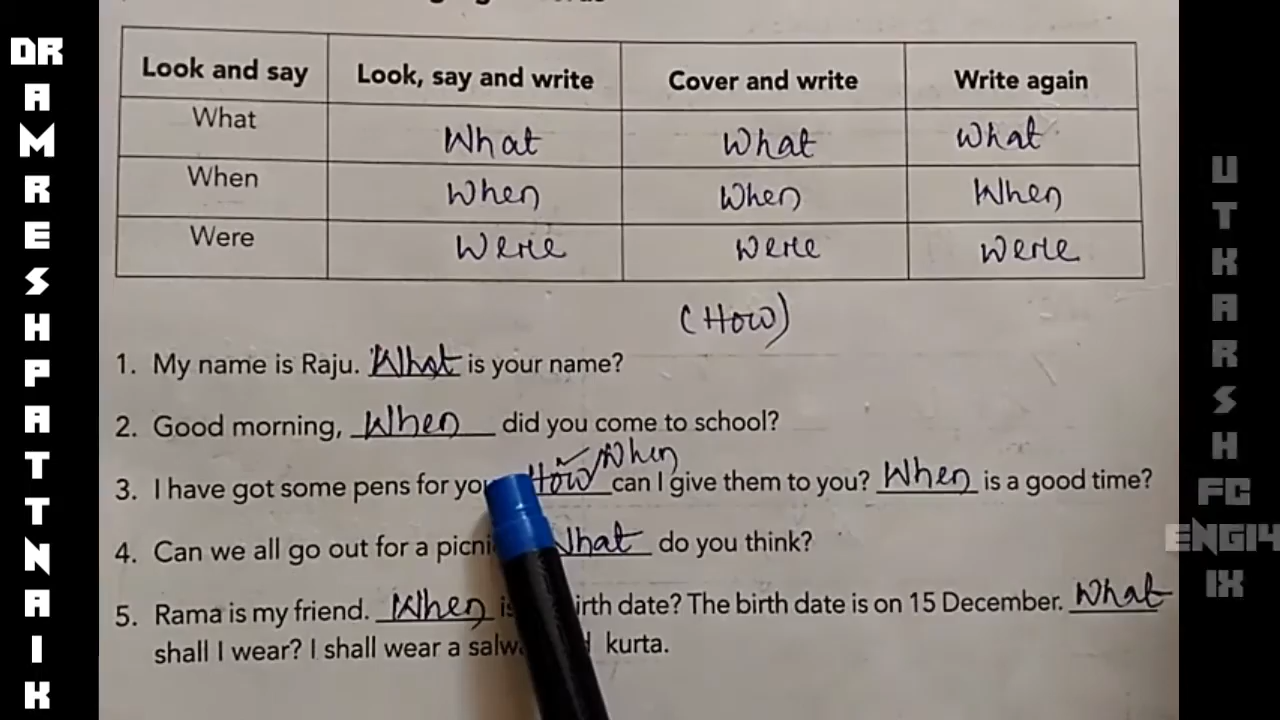 DR AMRESH PATTNAIK
Look and say Look, say and write Cover and write Write again
What What What What
When When When When
Were Were Were Were
(How)
1. My name is Raju. What is your name?
2. Good morning, When did you come to school?
When
3. I have got some pens for How can I give them to you? When is a good time?
4. Can we all go out for a What do you think?
5. Rama is my friend. When date? The birth date is on 15 December. What
shall I wear? I shall wear a kurta.
UTKARSH FC
ENG14
IX